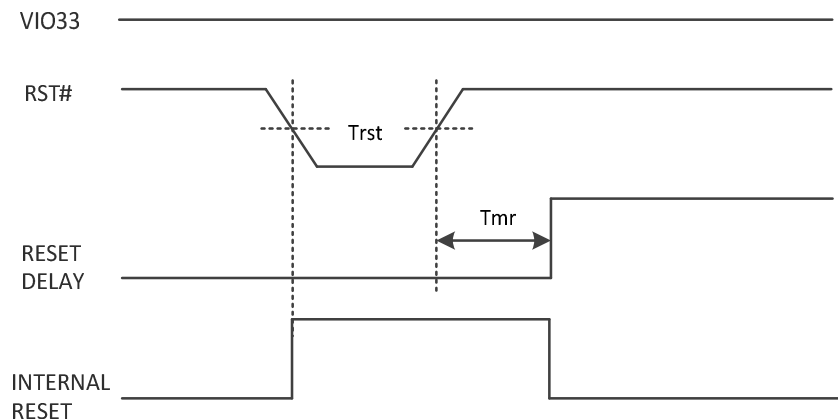 VIO33
RST#
Trst
Tmr
RESET
DELAY
INTERNAL
RESET